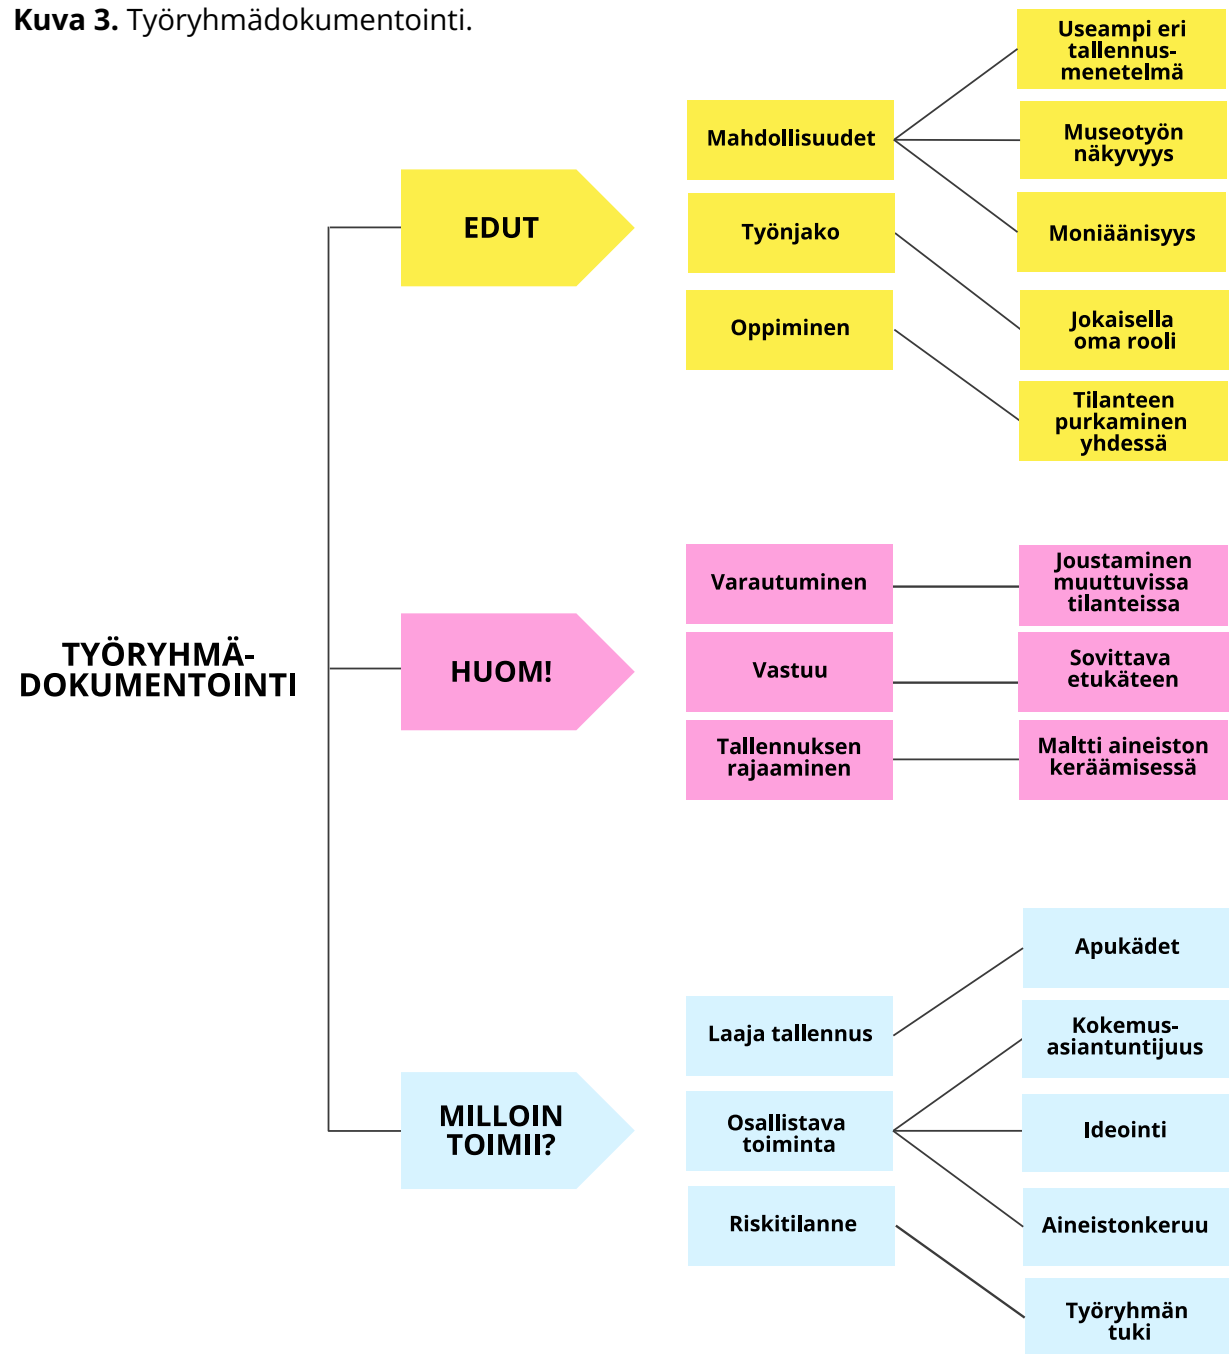 Kuva 3. Työryhmädokumentointi.
TYÖRYHMÄ-
DOKUMENTOINTI
EDUT
Mahdollisuudet
Useampi eri
tallennus-
menetelmä
Museotyön
näkyvyys
Moniäänisyys
Työnjako
Jokaisella
oma rooli
Oppiminen
Tilanteen
purkaminen
yhdessä
HUOM!
Varautuminen
Joustaminen
muuttuvissa
tilanteissa
Vastuu
Sovittava
etukäteen
Tallennuksen
rajaaminen
Maltti aineiston
keräämisessä
MILLOIN
TOIMII?
Laaja tallennus
Apukädet
Osallistava
toiminta
Kokemus-
asiantuntijuus
Ideointi
Aineistonkeruu
Riskitilanne
Työryhmän
tuki